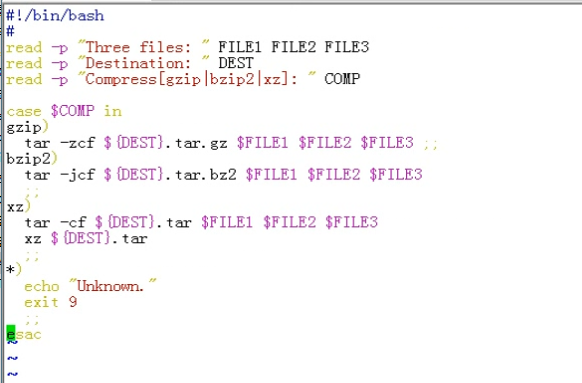 #!/bin/bash
#
read -p "Three files: " FILE1 FILE2 FILE3
read -p "Destination: " DEST
read -p "Compress[gzip|bzip2|xz]: " COMP

case $COMP in
gzip)
  tar -zcf ${DEST}.tar.gz $FILE1 $FILE2 $FILE3 ;;
bzip2)
  tar -jcf ${DEST}.tar.bz2 $FILE1 $FILE2 $FILE3
  ;;
xz)
  tar -cf ${DEST}.tar $FILE1 $FILE2 $FILE3
  xz ${DEST}.tar
  ;;
*)
  echo "Unknown."
  exit 9
  ;;
esac
~
~
~